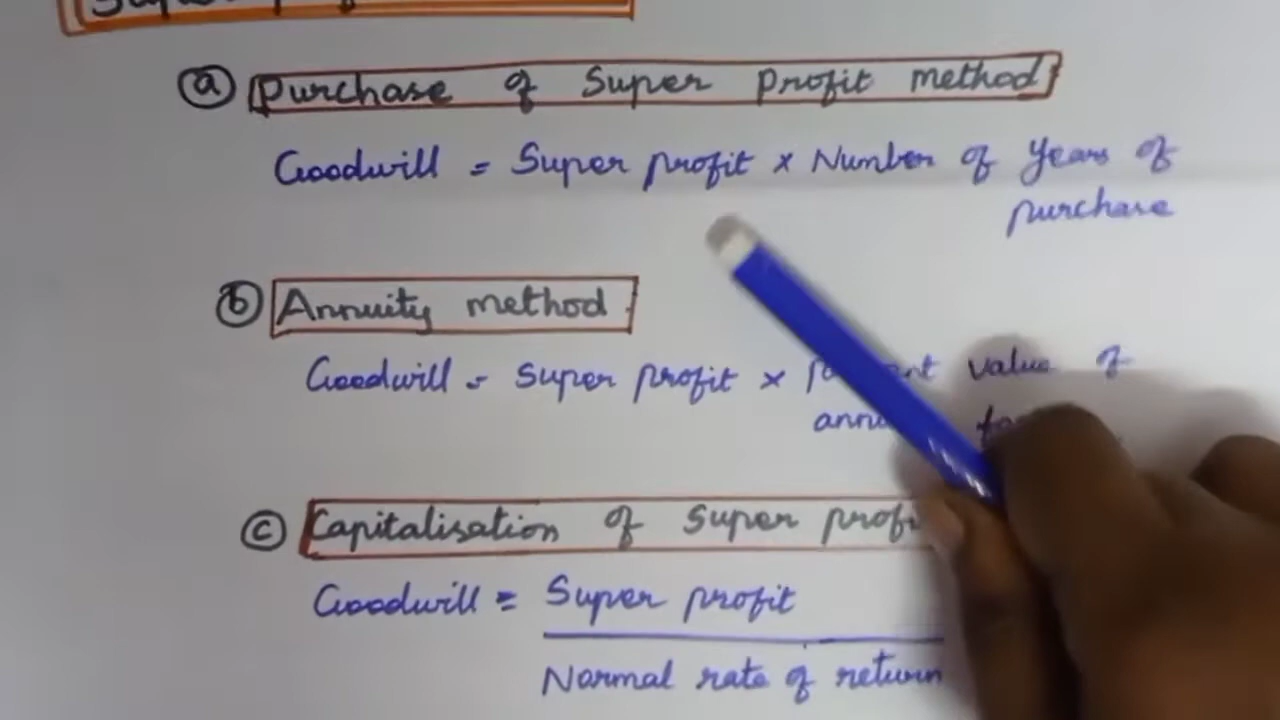 ⓐ Purchase of Super Profit method
Goodwill = Super profit × Number of years of
purchase
ⓑ Annuity method
Goodwill = Super profit × value of
ⓒ Capitalisation of Super
Goodwill = Super profit
Normal rate of return